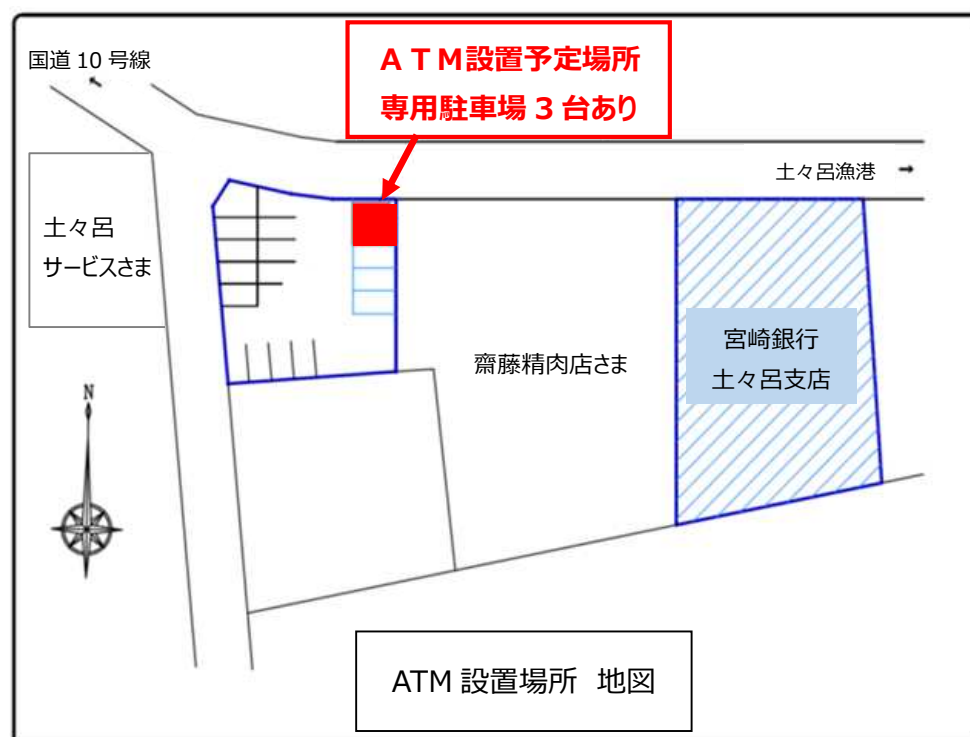 国道 10 号線
ＡＴＭ設置予定場所
専用駐車場 3 台あり
土々呂漁港 →
土々呂
サービスさま
齋藤精肉店さま
宮崎銀行
土々呂支店
N
ATM 設置場所 地図